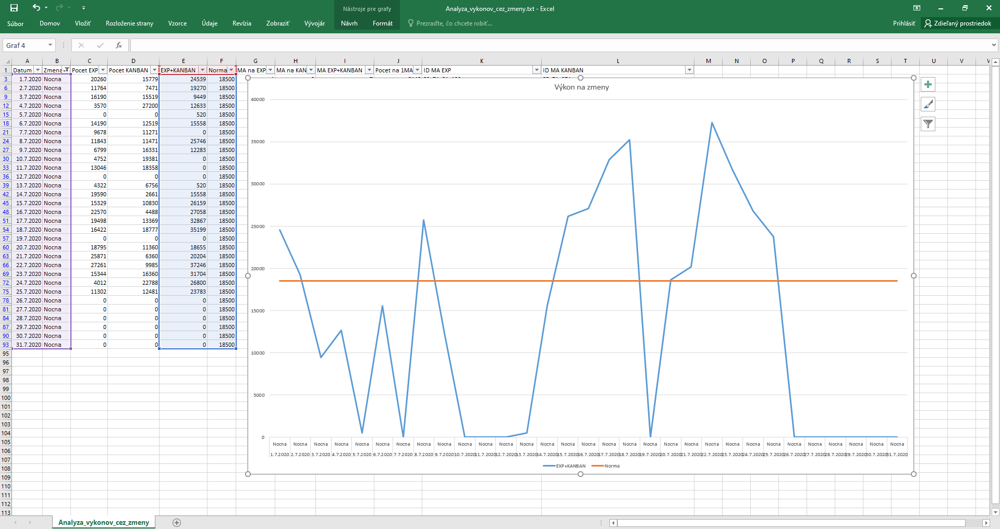 Nástroje pre grafy
Analyza_vykonov_cez_zmeny.txt - Excel
Súbor Domov Vložiť Rozloženie strany Vzorce Údaje Revízia Zobraziť Vývojár Návrh Formát Prezraďte, čo chcete robiť... Prihlásiť Zdieľaný prostriedok
Graf 4 fx
A B C D E F G H I J K L M N O P Q R S T U V
1 Datum Zmena Pocet EXP Pocet KANBAN EXP+KANBAN Norma MA na EXP MA na KAN MA EXP+KANBAN Pocet na 1MA ID MA EXP ID MA KANBAN
3 1.7.2020 Nocna 20260 15779 24539 18500
6 2.7.2020 Nocna 11764 7471 19270 18500
9 3.7.2020 Nocna 16190 15519 9449 18500
12 4.7.2020 Nocna 3570 27200 12633 18500
15 5.7.2020 Nocna 0 0 520 18500
18 6.7.2020 Nocna 14190 12519 15558 18500
21 7.7.2020 Nocna 9678 11271 0 18500
24 8.7.2020 Nocna 11843 11471 25746 18500
27 9.7.2020 Nocna 6799 16331 12283 18500
30 10.7.2020 Nocna 4752 19381 0 18500
33 11.7.2020 Nocna 13046 18358 0 18500
36 12.7.2020 Nocna 0 0 0 18500
39 13.7.2020 Nocna 4322 6756 520 18500
42 14.7.2020 Nocna 19590 2661 15558 18500
45 15.7.2020 Nocna 15329 10830 26159 18500
48 16.7.2020 Nocna 22570 4488 27058 18500
51 17.7.2020 Nocna 19498 13369 32867 18500
54 18.7.2020 Nocna 16422 18777 35199 18500
57 19.7.2020 Nocna 0 0 0 18500
60 20.7.2020 Nocna 18795 11360 18655 18500
63 21.7.2020 Nocna 25871 6360 20204 18500
66 22.7.2020 Nocna 27261 9985 37246 18500
69 23.7.2020 Nocna 15344 16360 31704 18500
72 24.7.2020 Nocna 4012 22788 26800 18500
75 25.7.2020 Nocna 11302 12481 23783 18500
78 26.7.2020 Nocna 0 0 0 18500
81 27.7.2020 Nocna 0 0 0 18500
84 28.7.2020 Nocna 0 0 0 18500
87 29.7.2020 Nocna 0 0 0 18500
90 30.7.2020 Nocna 0 0 0 18500
93 31.7.2020 Nocna 0 0 0 18500
95
96
97
98
99
100
101
102
103
104
105
106
107
108
109
110
111
112
113
Výkon na zmeny
40000
35000
30000
25000
20000
15000
10000
5000
0
Nocna Nocna Nocna Nocna Nocna Nocna Nocna Nocna Nocna Nocna Nocna Nocna Nocna Nocna Nocna Nocna Nocna Nocna Nocna Nocna Nocna Nocna Nocna Nocna Nocna Nocna Nocna Nocna Nocna Nocna Nocna
1.7.2020 2.7.2020 3.7.2020 4.7.2020 5.7.2020 6.7.2020 7.7.2020 8.7.2020 9.7.2020 10.7.2020 11.7.2020 12.7.2020 13.7.2020 14.7.2020 15.7.2020 16.7.2020 17.7.2020 18.7.2020 19.7.2020 20.7.2020 21.7.2020 22.7.2020 23.7.2020 24.7.2020 25.7.2020 26.7.2020 27.7.2020 28.7.2020 29.7.2020 30.7.2020 31.7.2020
EXP+KANBAN Norma
Analyza_vykonov_cez_zmeny